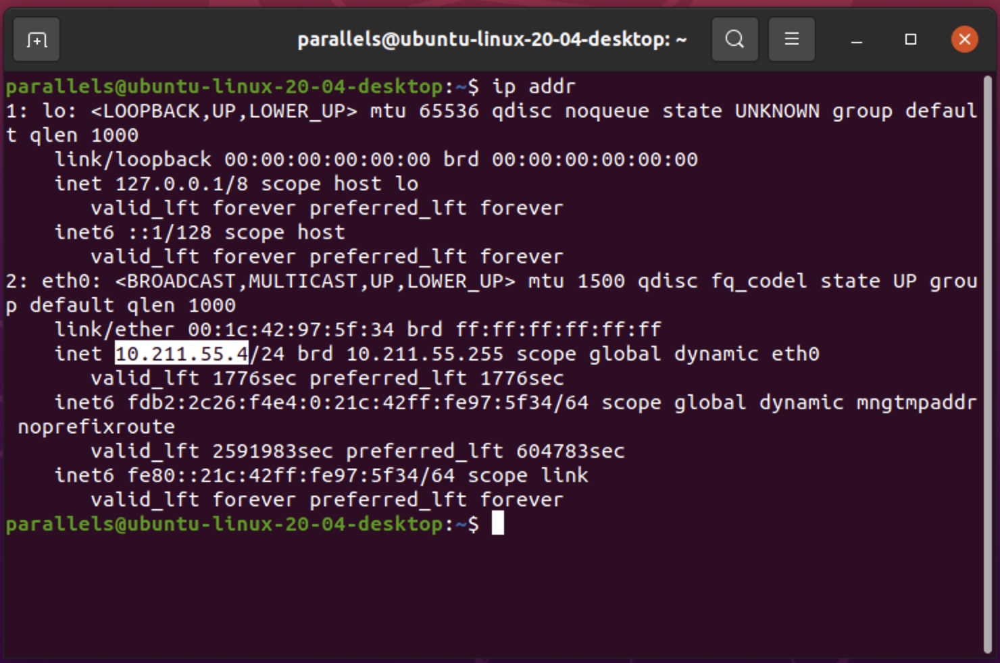 parallels@ubuntu-linux-20-04-desktop: ~
parallels@ubuntu-linux-20-04-desktop:~$ ip addr
1: lo: <LOOPBACK,UP,LOWER_UP> mtu 65536 qdisc noqueue state UNKNOWN group defaul
t qlen 1000
    link/loopback 00:00:00:00:00:00 brd 00:00:00:00:00:00
    inet 127.0.0.1/8 scope host lo
       valid_lft forever preferred_lft forever
    inet6 ::1/128 scope host
       valid_lft forever preferred_lft forever
2: eth0: <BROADCAST,MULTICAST,UP,LOWER_UP> mtu 1500 qdisc fq_codel state UP grou
p default qlen 1000
    link/ether 00:1c:42:97:5f:34 brd ff:ff:ff:ff:ff:ff
    inet 10.211.55.4/24 brd 10.211.55.255 scope global dynamic eth0
       valid_lft 1776sec preferred_lft 1776sec
    inet6 fdb2:2c26:f4e4:0:21c:42ff:fe97:5f34/64 scope global dynamic mngtmpaddr
 noprefixroute
       valid_lft 2591983sec preferred_lft 604783sec
    inet6 fe80::21c:42ff:fe97:5f34/64 scope link
       valid_lft forever preferred_lft forever
parallels@ubuntu-linux-20-04-desktop:~$